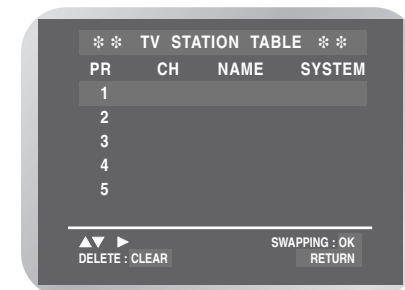 ❇❇ TV STATION TABLE ❇❇
PR CH NAME SYSTEM
1
2
3
4
5
▲▼ ▶ SWAPPING : OK
DELETE : CLEAR RETURN